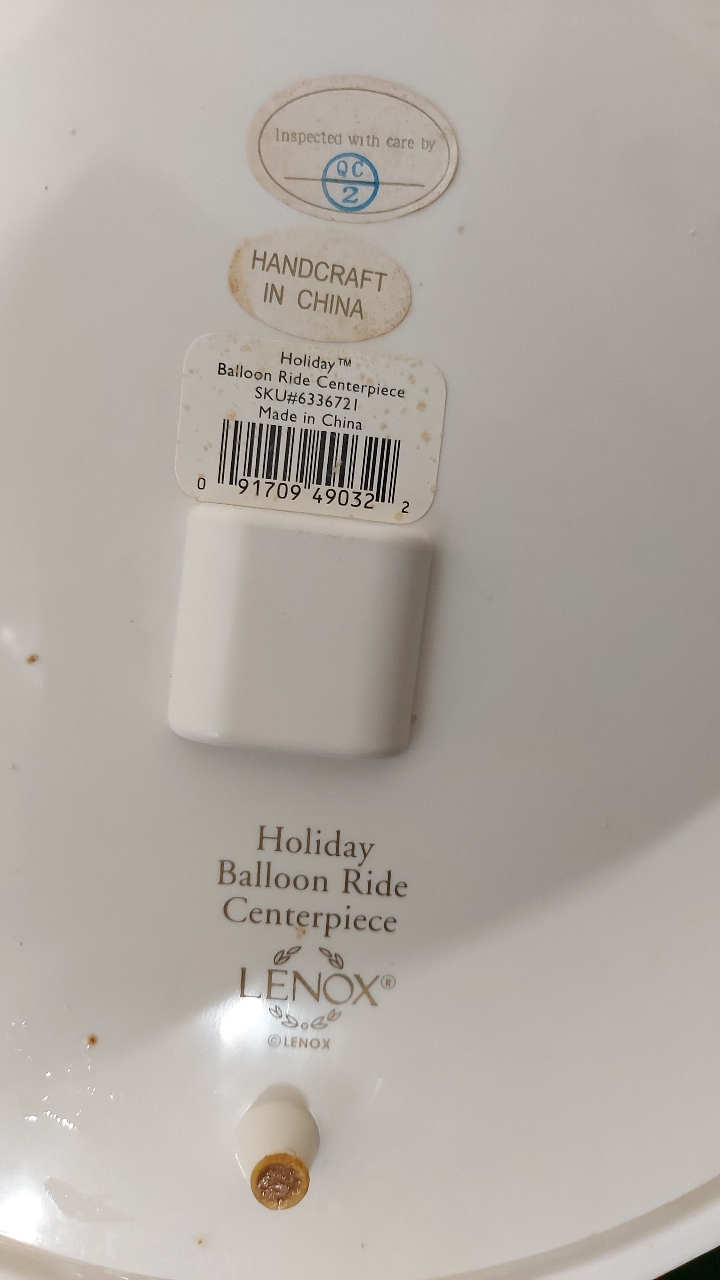 Inspected with care by
QC
2
HANDCRAFT
IN CHINA
Holiday™
Balloon Ride Centerpiece
SKU#6336721
Made in China
0 91709 49032 2
Holiday
Balloon Ride
Centerpiece
LENOX®
©LENOX